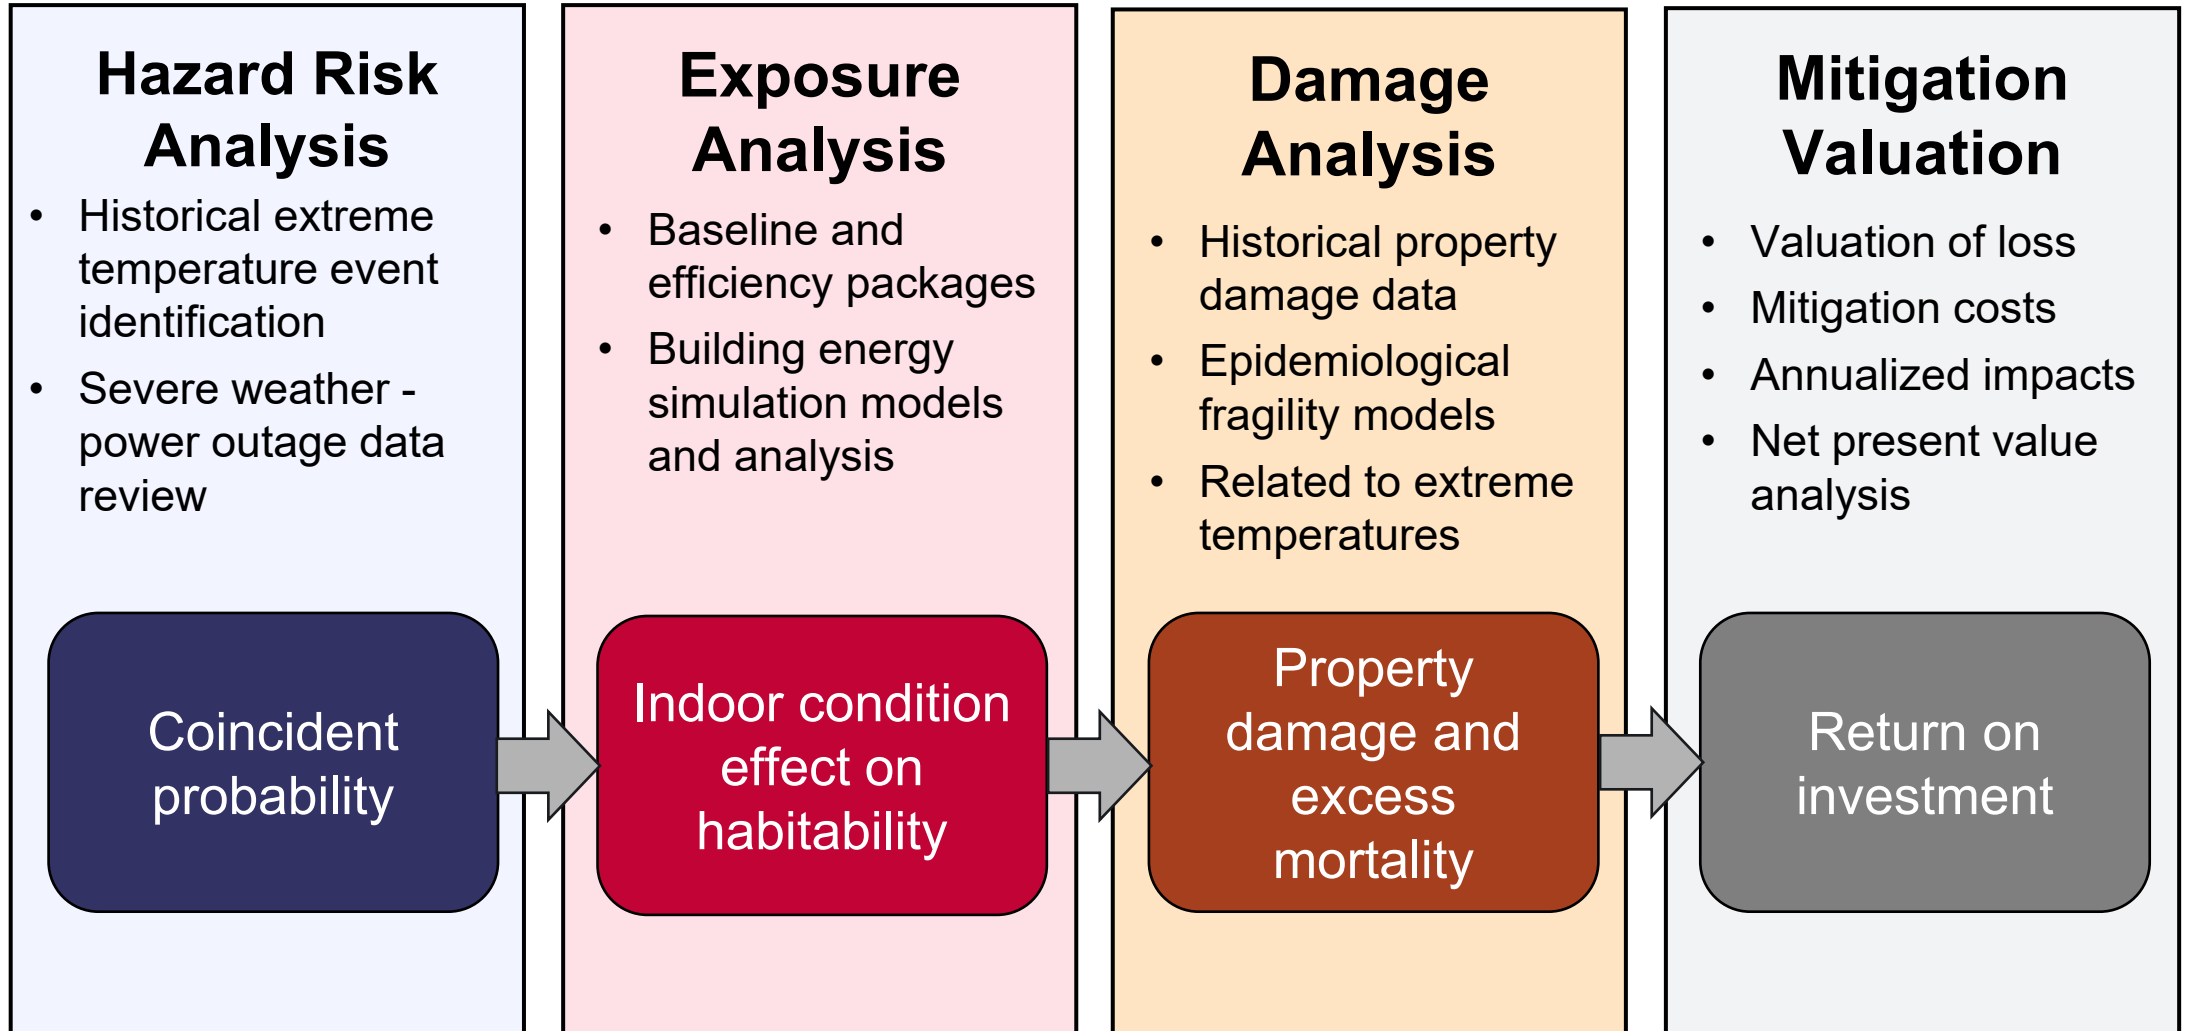 Hazard Risk
Analysis
• Historical extreme
temperature event
identification
• Severe weather -
power outage data
review
Coincident
probability
Exposure
Analysis
• Baseline and
efficiency packages
• Building energy
simulation models
and analysis
Indoor condition
effect on
habitability
Damage
Analysis
• Historical property
damage data
• Epidemiological
fragility models
• Related to extreme
temperatures
Property
damage and
excess
mortality
Mitigation
Valuation
• Valuation of loss
• Mitigation costs
• Annualized impacts
• Net present value
analysis
Return on
investment